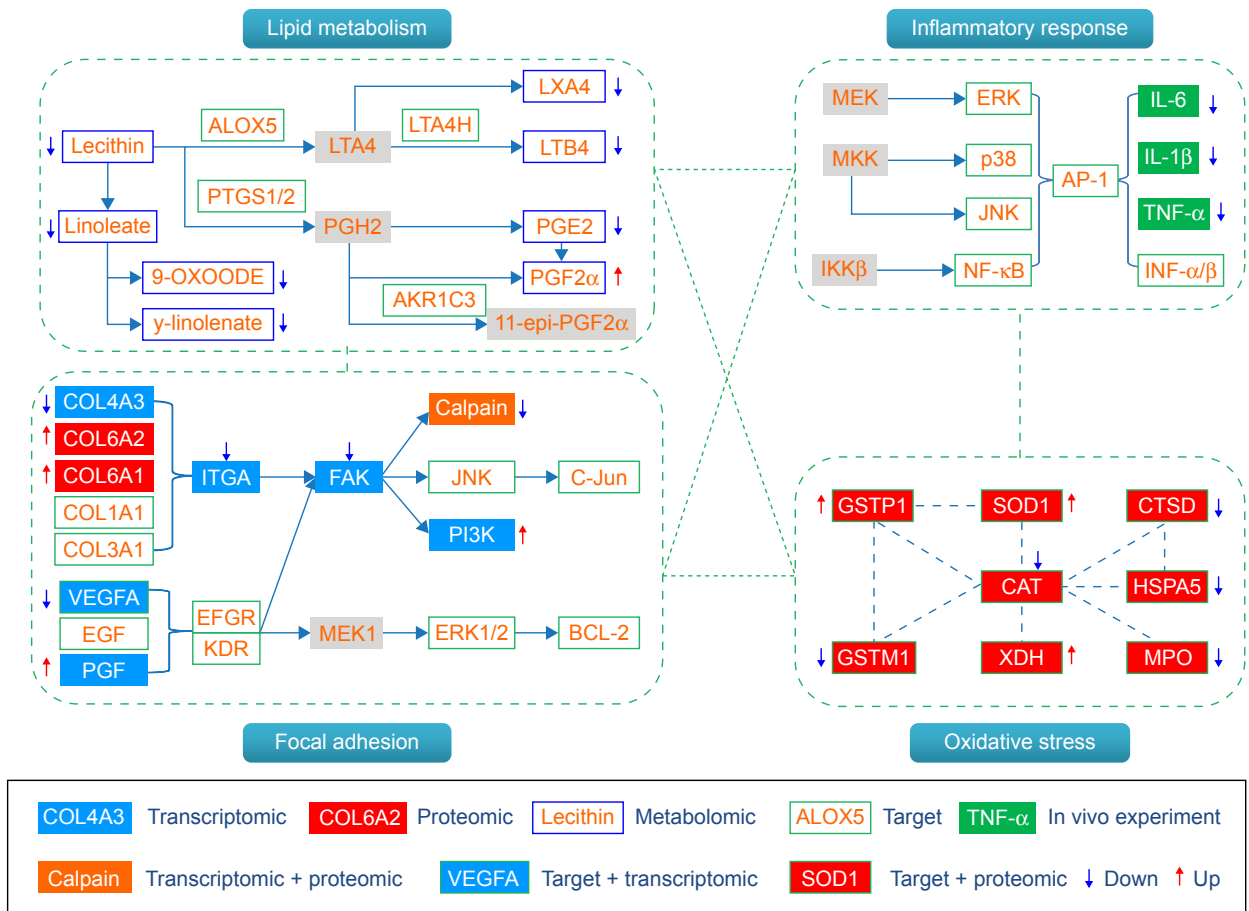 Lipid metabolism
Inflammatory response
LXA4
ALOX5
LTA4H
Lecithin
LTA4
LTB4
PTGS1/2
Linoleate
PGH2
PGE2
9-OXOODE
PGF2α
AKR1C3
y-linolenate
11-epi-PGF2α
MEK
ERK
IL-6
MKK
p38
IL-1β
AP-1
JNK
TNF-α
IKKβ
NF-κB
INF-α/β
COL4A3
Calpain
COL6A2
COL6A1
ITGA
FAK
JNK
C-Jun
COL1A1
COL3A1
PI3K
VEGFA
EFGR
EGF
KDR
MEK1
ERK1/2
BCL-2
PGF
GSTP1
SOD1
CTSD
CAT
HSPA5
GSTM1
XDH
MPO
Focal adhesion
Oxidative stress
COL4A3 Transcriptomic COL6A2 Proteomic Lecithin Metabolomic ALOX5 Target TNF-α In vivo experiment
Calpain Transcriptomic + proteomic VEGFA Target + transcriptomic SOD1 Target + proteomic Down Up